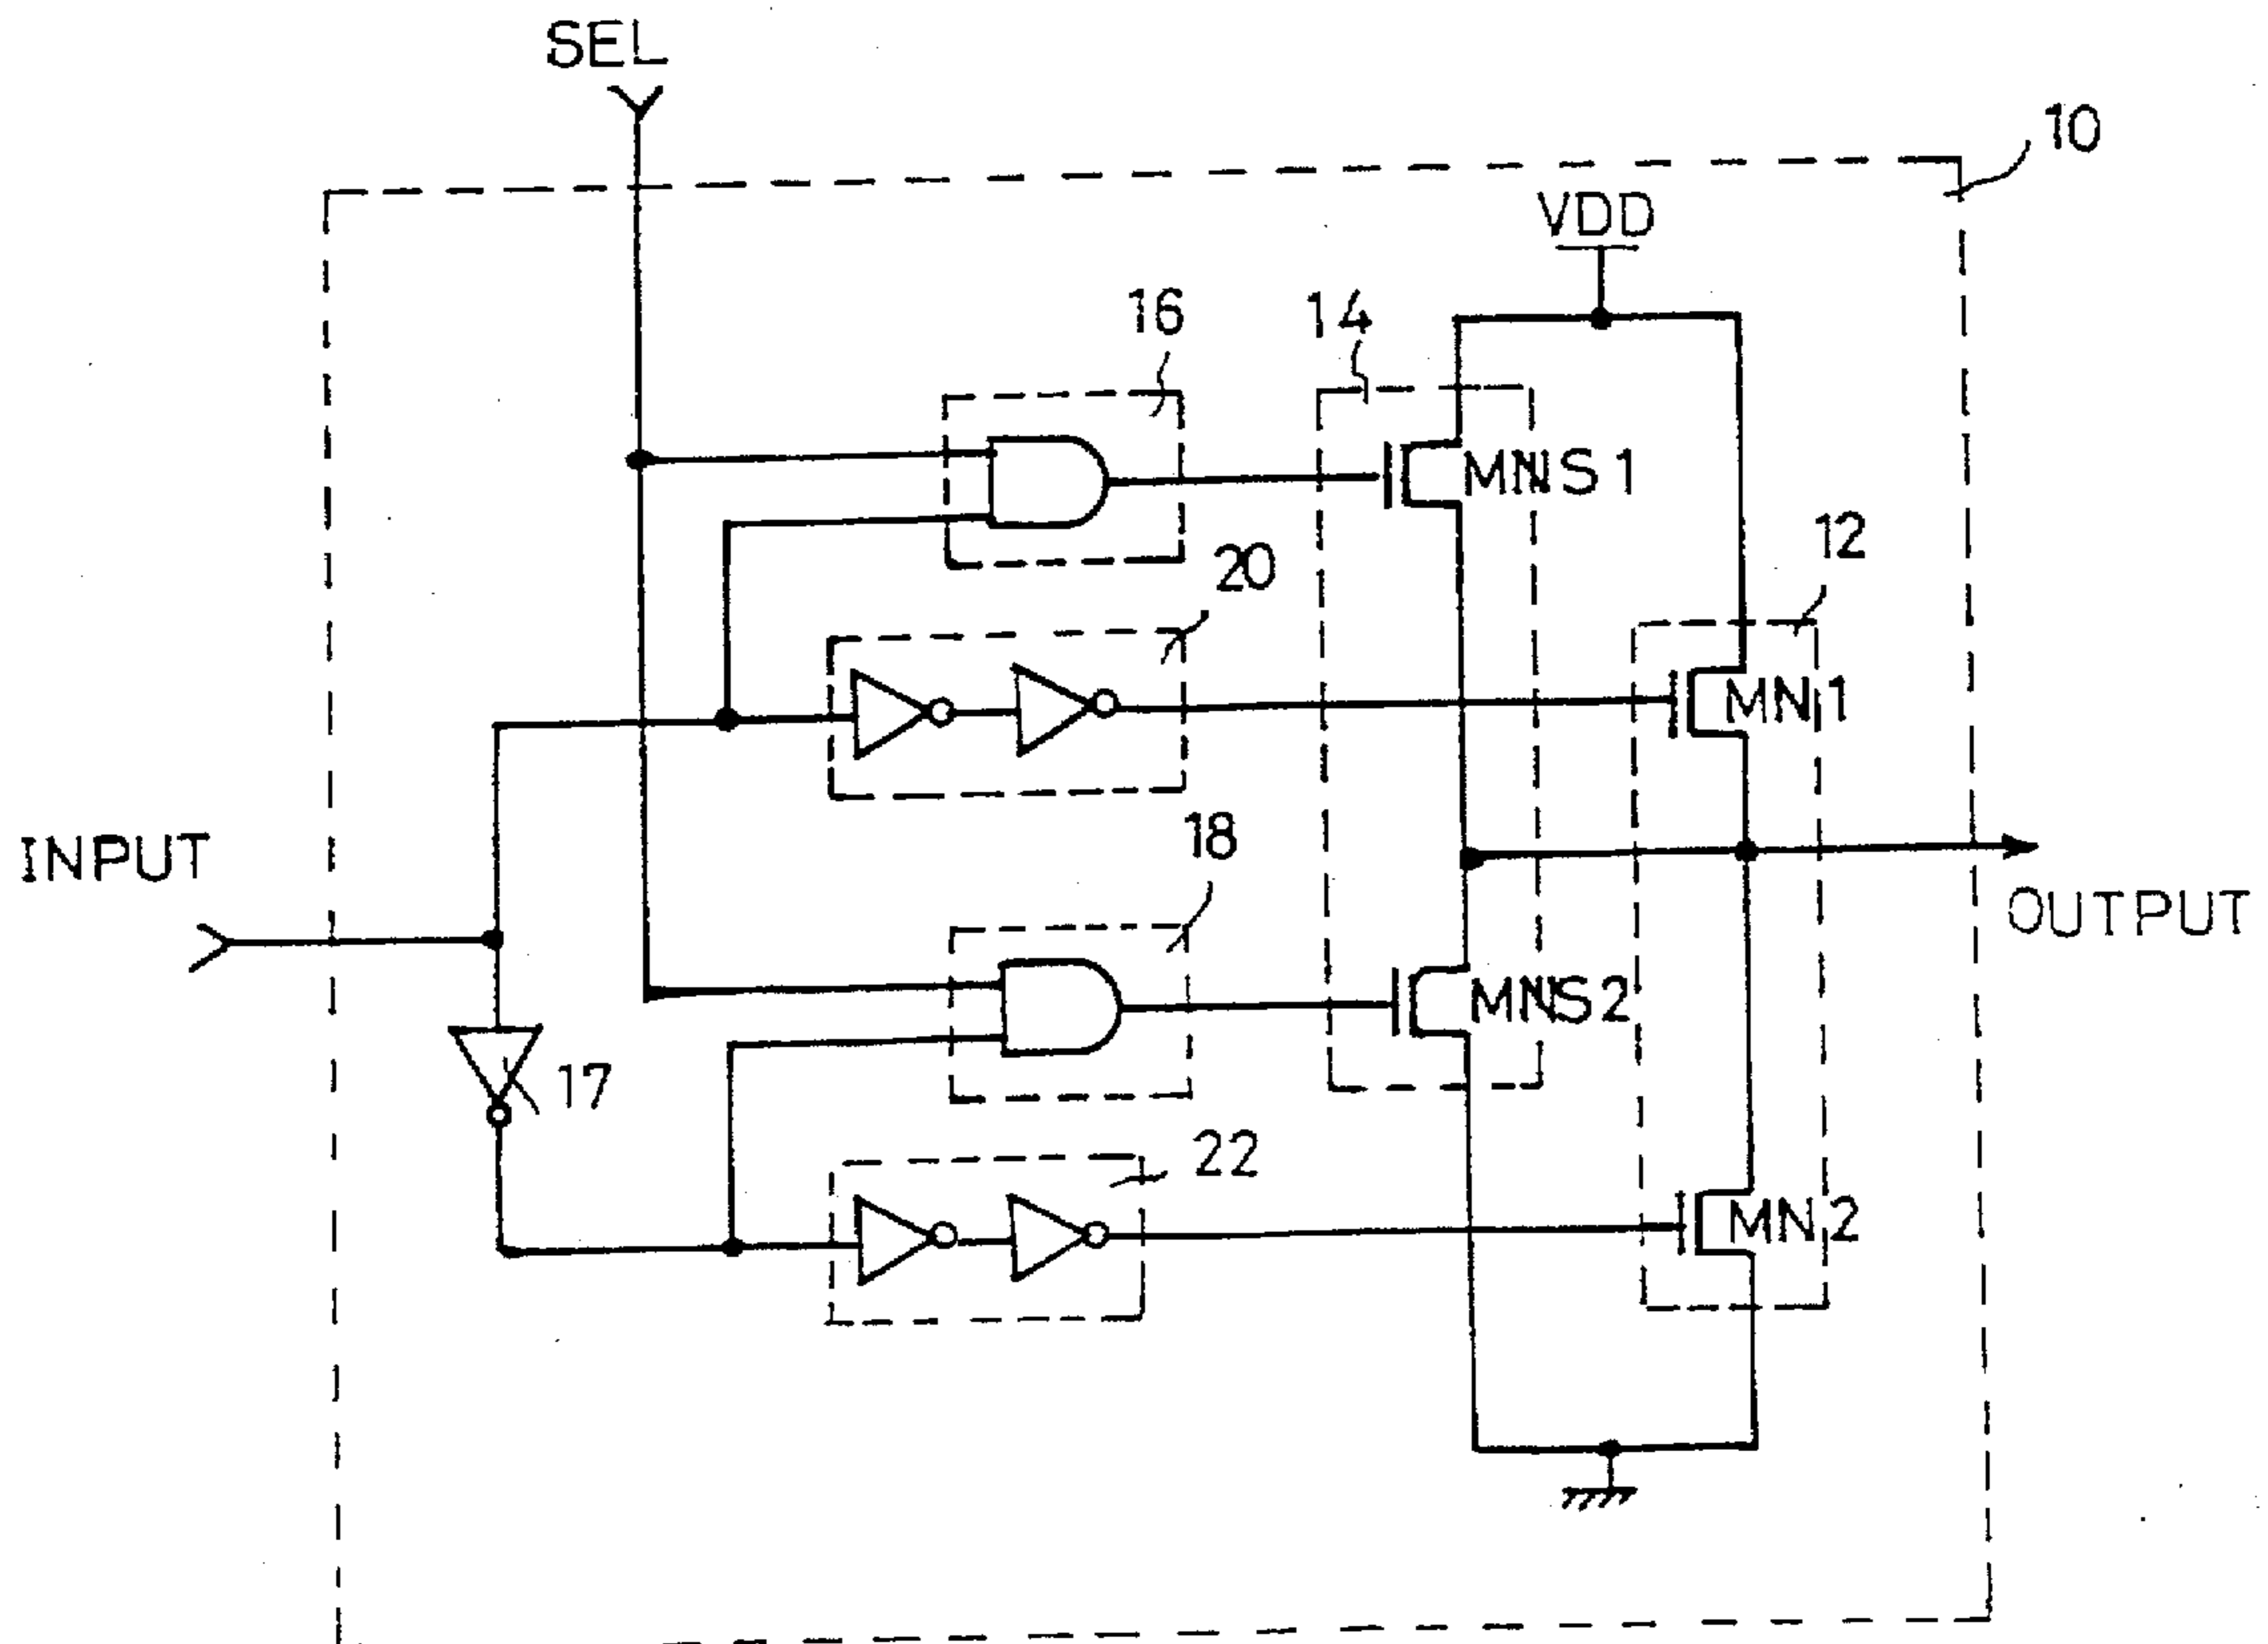 SEL
10
VDD
16
14
MNS1
12
20
MN1
18
INPUT
OUTPUT
MNS2
17
22
MN2